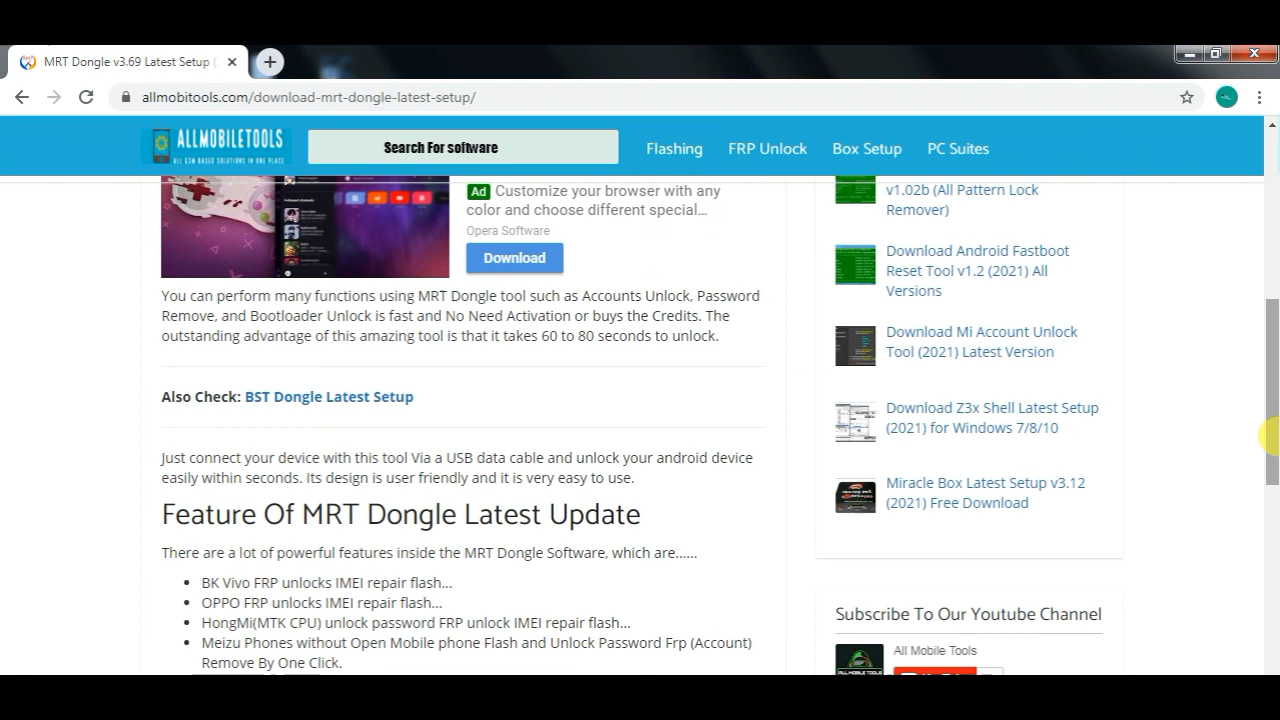 MRT Dongle v3.69 Latest Setup (
allmobitools.com/download-mrt-dongle-latest-setup/
ALLMOBILETOOLS
ALL GSM BASED SOLUTIONS IN ONE PLACE
Search For software
Flashing
FRP Unlock
Box Setup
PC Suites
Ad Customize your browser with any
color and choose different special...
Opera Software
Download
You can perform many functions using MRT Dongle tool such as Accounts Unlock, Password
Remove, and Bootloader Unlock is fast and No Need Activation or buys the Credits. The
outstanding advantage of this amazing tool is that it takes 60 to 80 seconds to unlock.
Also Check: BST Dongle Latest Setup
Just connect your device with this tool Via a USB data cable and unlock your android device
easily within seconds. Its design is user friendly and it is very easy to use.
Feature Of MRT Dongle Latest Update
There are a lot of powerful features inside the MRT Dongle Software, which are......
BK Vivo FRP unlocks IMEI repair flash...
OPPO FRP unlocks IMEI repair flash...
HongMi(MTK CPU) unlock password FRP unlock IMEI repair flash...
Meizu Phones without Open Mobile phone Flash and Unlock Password Frp (Account)
Remove By One Click.
v1.02b (All Pattern Lock
Remover)
Download Android Fastboot
Reset Tool v1.2 (2021) All
Versions
Download Mi Account Unlock
Tool (2021) Latest Version
Download Z3x Shell Latest Setup
(2021) for Windows 7/8/10
Miracle Box Latest Setup v3.12
(2021) Free Download
Subscribe To Our Youtube Channel
All Mobile Tools